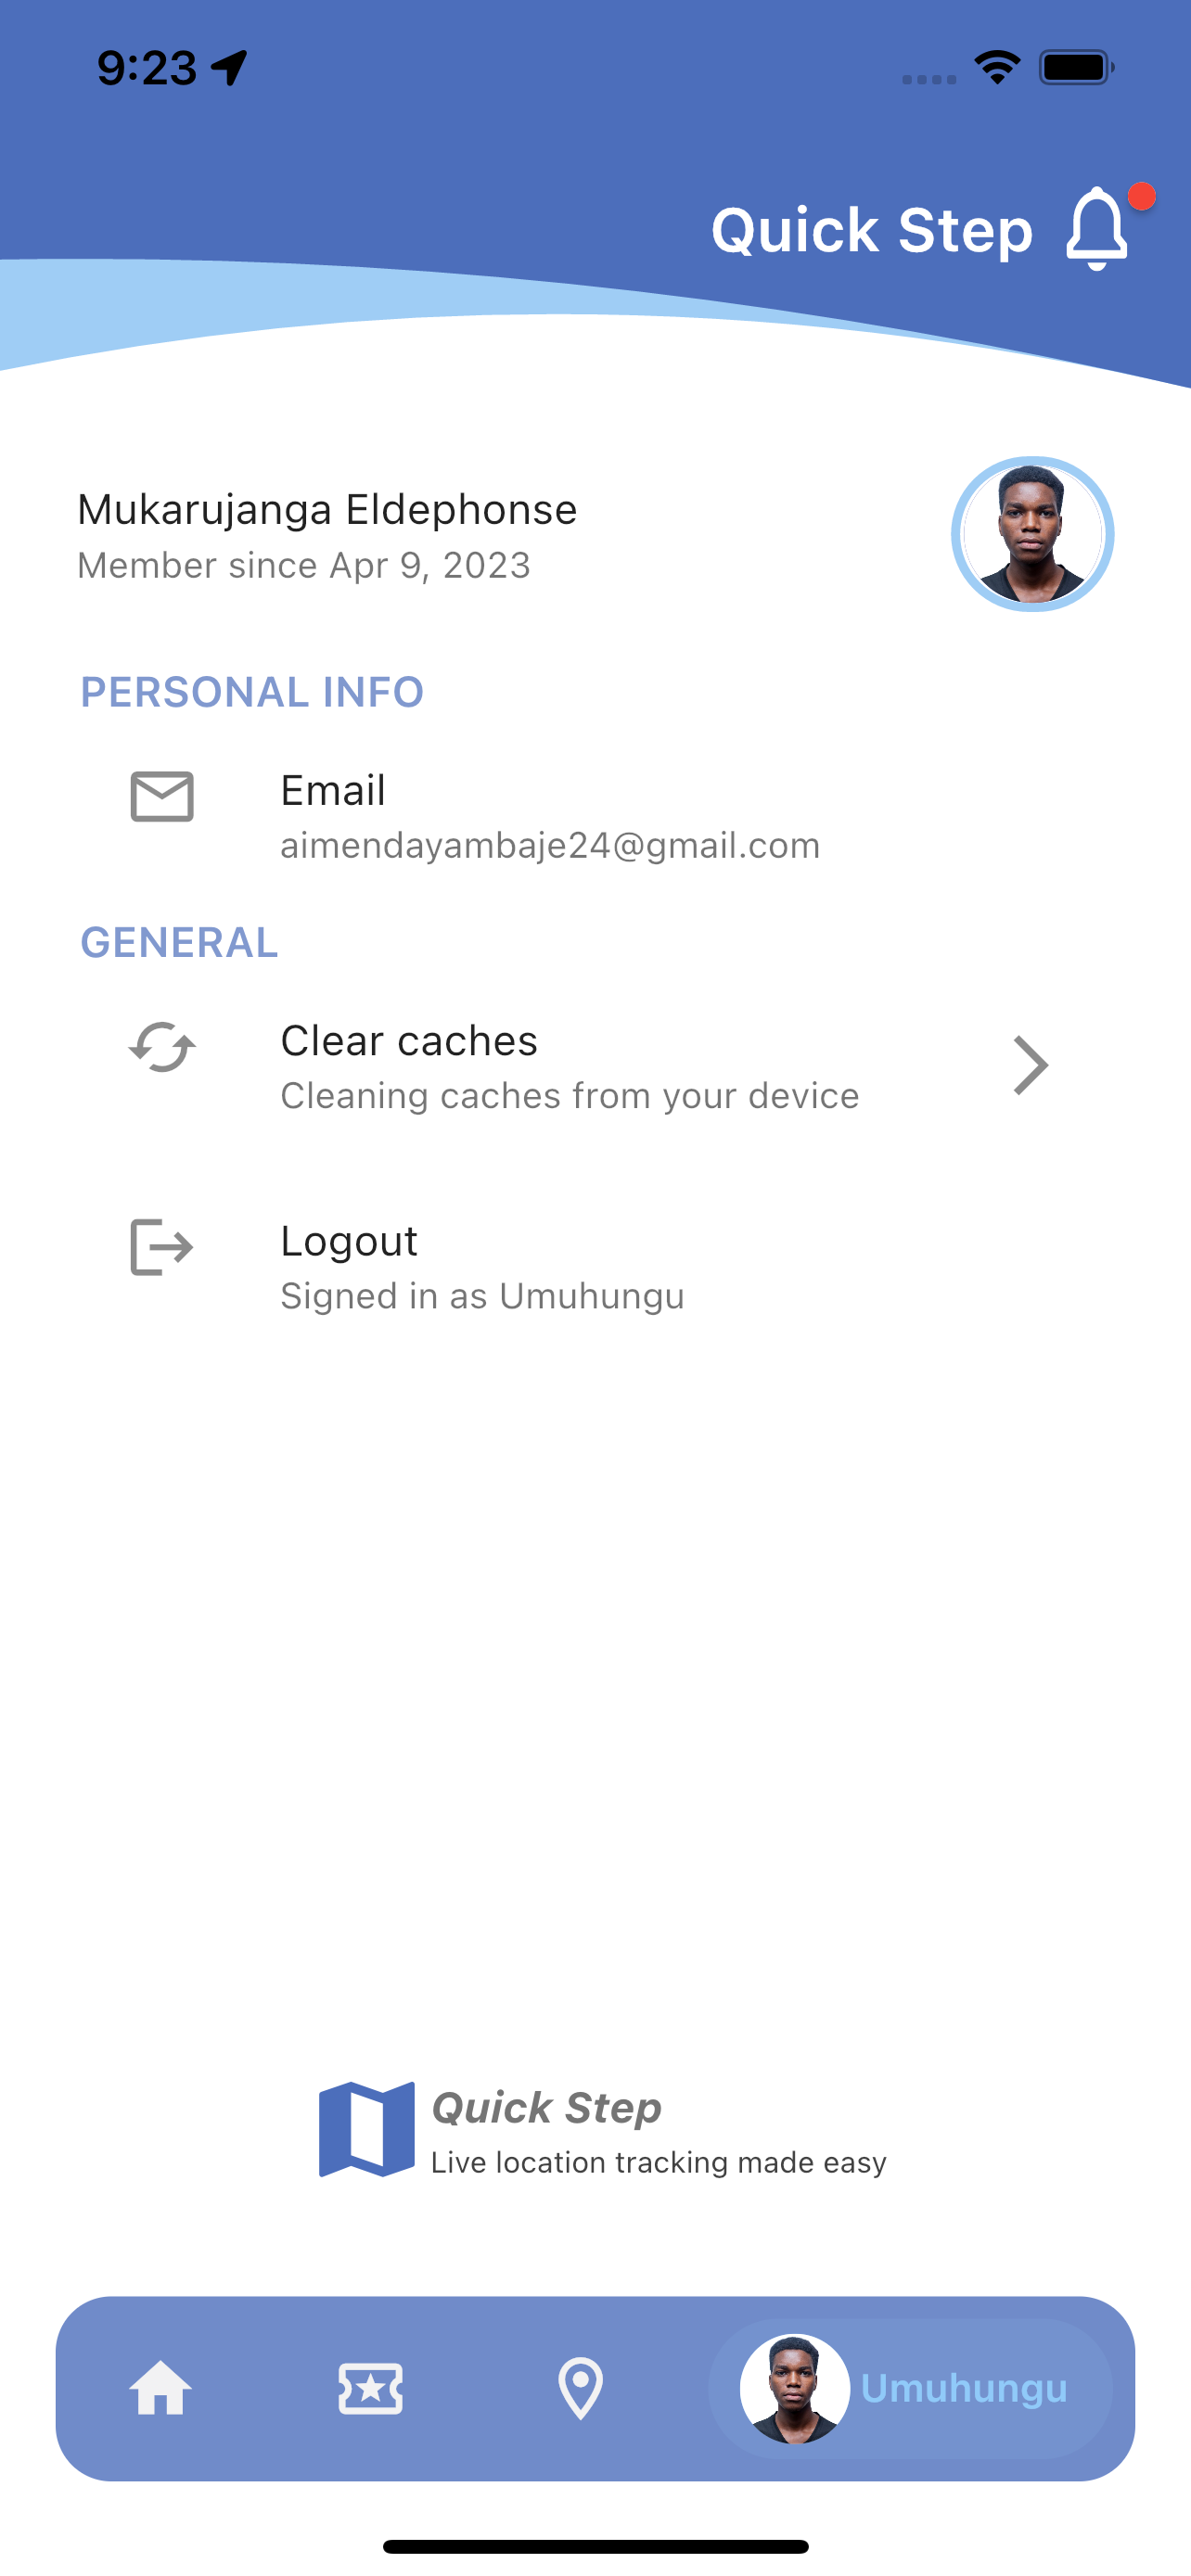 9:23
Quick Step
Mukarujanga Eldephonse
Member since Apr 9, 2023
PERSONAL INFO
Email
aimendayambaje24@gmail.com
GENERAL
Clear caches
Cleaning caches from your device
Logout
Signed in as Umuhungu
Quick Step
Live location tracking made easy
Umuhungu